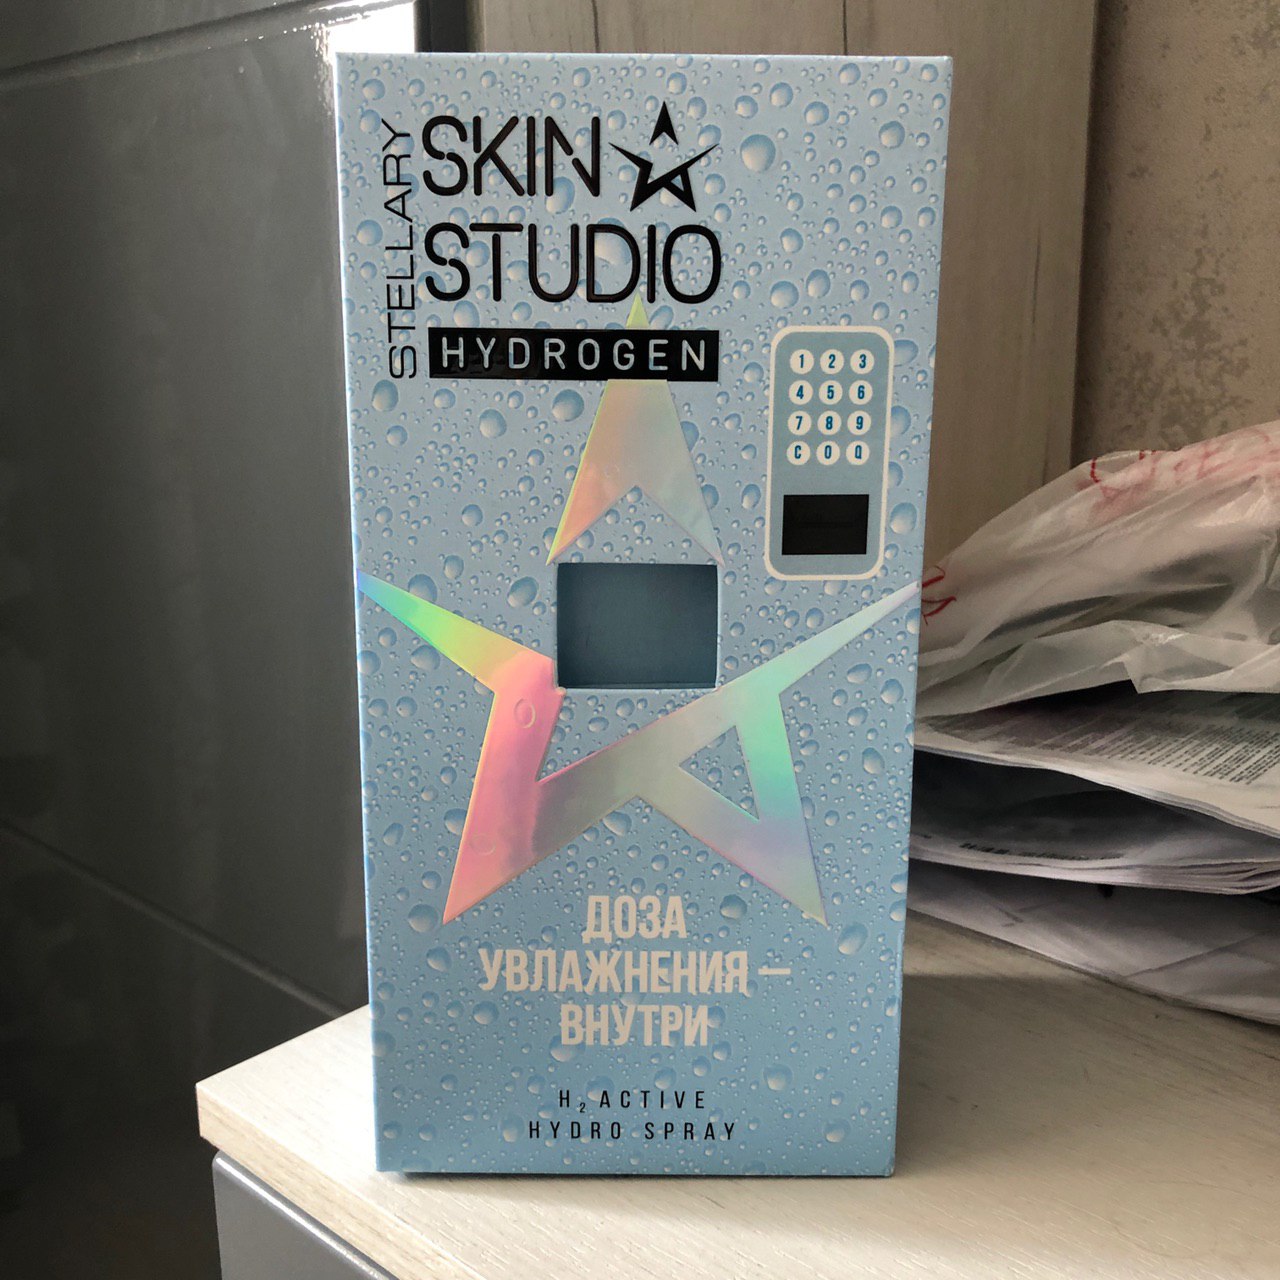 STELLARY
SKIN
STUDIO
HYDROGEN
1 2 3
4 5 6
7 8 9
C 0 Q
ДОЗА
УВЛАЖНЕНИЯ —
ВНУТРИ
H₂ ACTIVE
HYDRO SPRAY